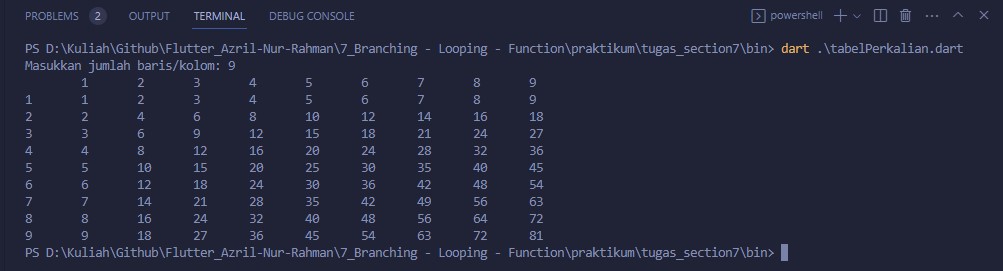 PROBLEMS 2 OUTPUT TERMINAL DEBUG CONSOLE powershell
PS D:\Kuliah\Github\Flutter_Azril-Nur-Rahman\7_Branching - Looping - Function\praktikum\tugas_section7\bin> dart .\tabelPerkalian.dart
Masukkan jumlah baris/kolom: 9
1 2 3 4 5 6 7 8 9
1 1 2 3 4 5 6 7 8 9
2 2 4 6 8 10 12 14 16 18
3 3 6 9 12 15 18 21 24 27
4 4 8 12 16 20 24 28 32 36
5 5 10 15 20 25 30 35 40 45
6 6 12 18 24 30 36 42 48 54
7 7 14 21 28 35 42 49 56 63
8 8 16 24 32 40 48 56 64 72
9 9 18 27 36 45 54 63 72 81
PS D:\Kuliah\Github\Flutter_Azril-Nur-Rahman\7_Branching - Looping - Function\praktikum\tugas_section7\bin>